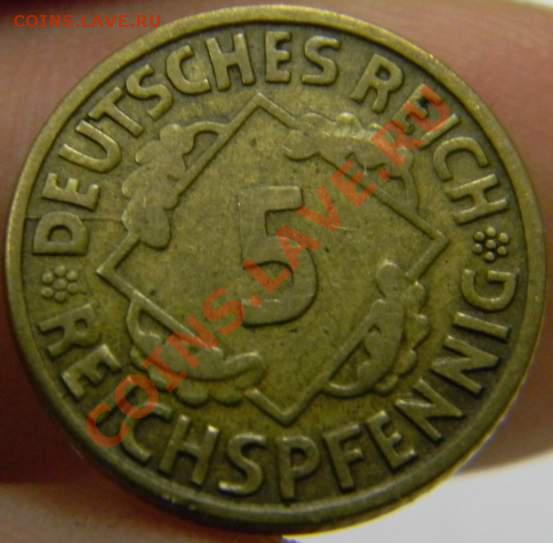 COINS.LAVE.RU
DEUTSCHES REICH
5
REICHSPFENNIG
COINS.LAVE.RU